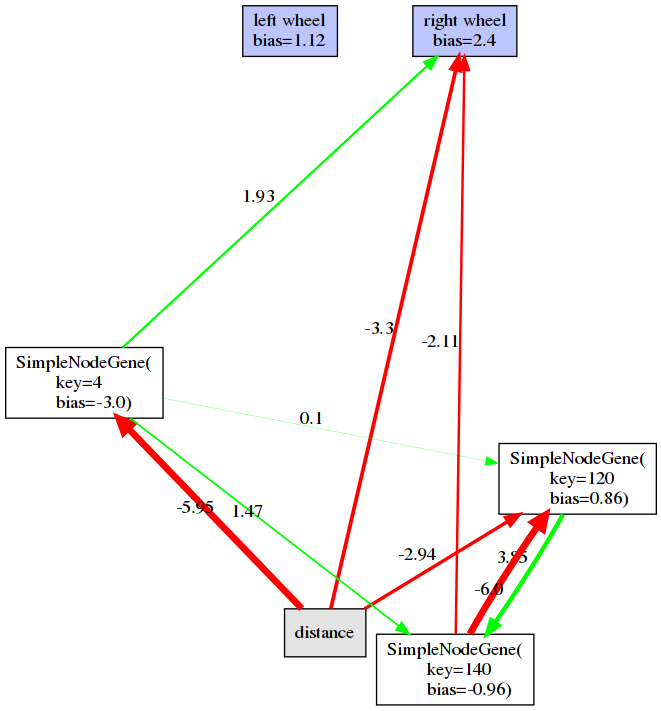 left wheel
bias=1.12
right wheel
bias=2.4
1.93
-3.3
-2.11
SimpleNodeGene(
key=4
bias=-3.0)
0.1
SimpleNodeGene(
key=120
bias=0.86)
-5.95
1.47
-2.94
3.85
-6.0
distance
SimpleNodeGene(
key=140
bias=-0.96)